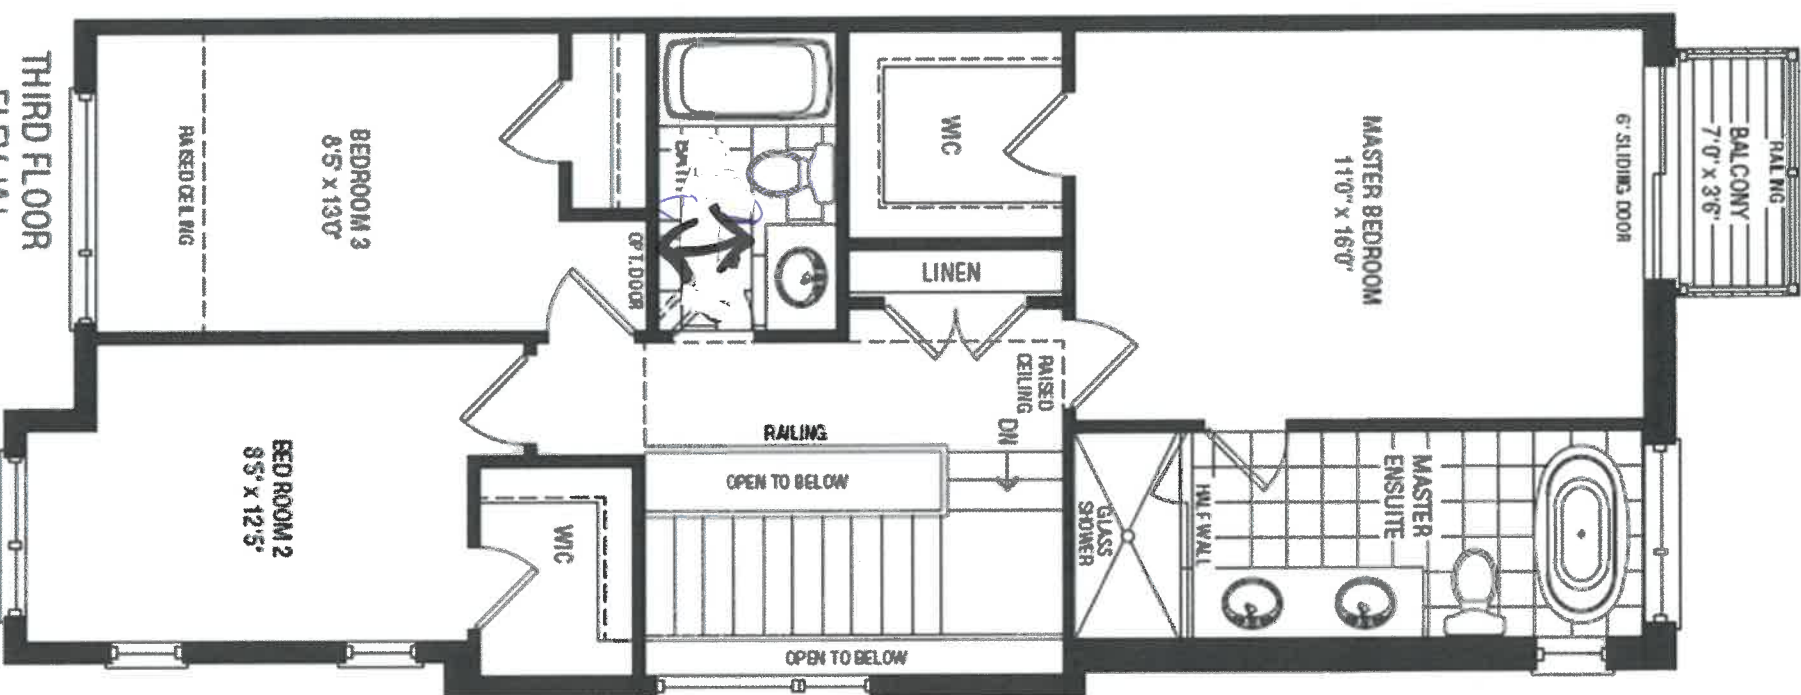 RAILING
BALCONY
7'0" x 3'6"
6' SLIDING DOOR
MASTER BEDROOM
11'0" x 16'0"
MASTER
ENSUITE
HALF WALL
GLASS
SHOWER
WIC
LINEN
RAISED
CEILING
DN
RAILING
OPEN TO BELOW
OPEN TO BELOW
OPT. DOOR
WIC
BEDROOM 3
8'5" x 13'0"
RAISED CEILING
BEDROOM 2
8'5" x 12'5"
THIRD FLOOR